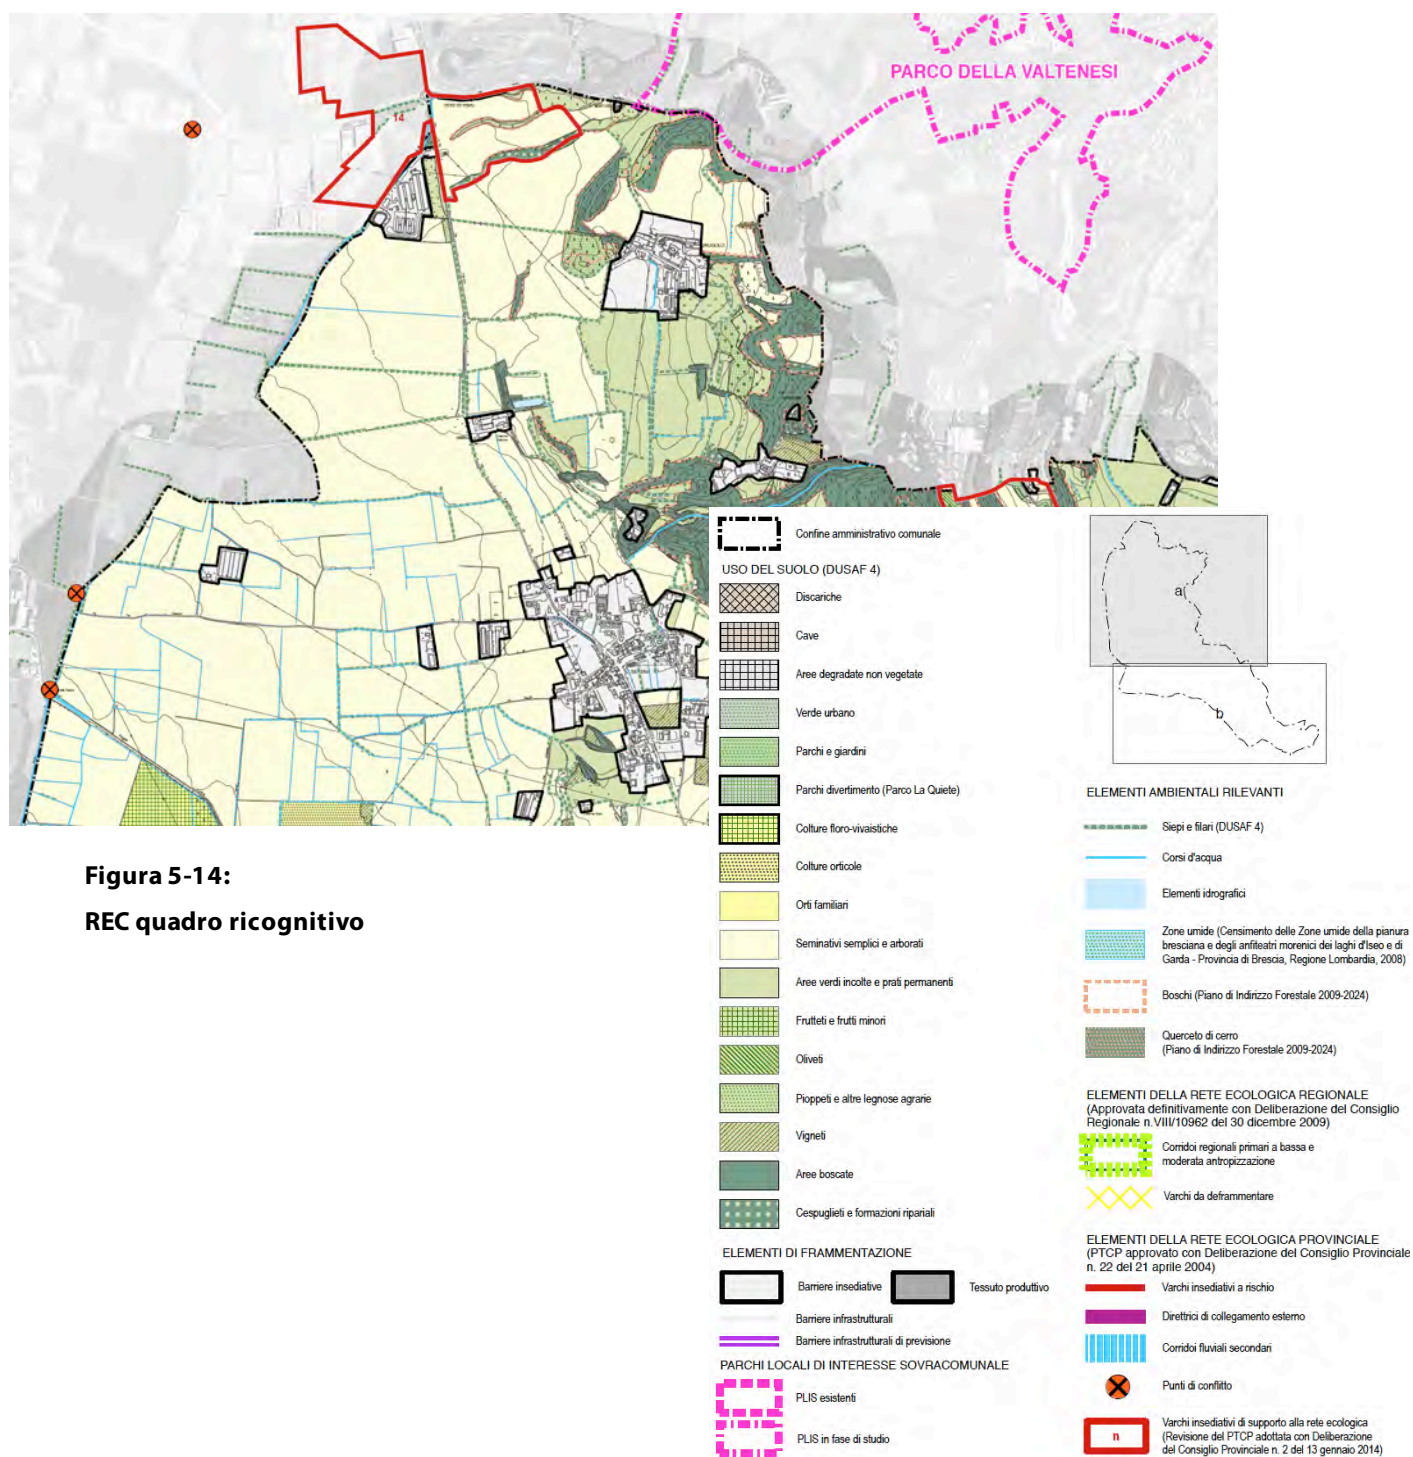 PARCO DELLA VALTENESI
14
Confine amministrativo comunale
USO DEL SUOLO (DUSAF 4)
Discariche
Cave
Aree degradate non vegetate
Verde urbano
Parchi e giardini
Parchi divertimento (Parco La Quiete)
Colture floro-vivaistiche
Colture orticole
Orti familiari
Seminativi semplici e arborati
Aree verdi incolte e prati permanenti
Frutteti e frutti minori
Oliveti
Pioppeti e altre legnose agrarie
Vigneti
Aree boscate
Cespuglieti e formazioni ripariali
ELEMENTI DI FRAMMENTAZIONE
Barriere insediative
Tessuto produttivo
Barriere infrastrutturali
Barriere infrastrutturali di previsione
PARCHI LOCALI DI INTERESSE SOVRACOMUNALE
PLIS esistenti
PLIS in fase di studio
a
b
ELEMENTI AMBIENTALI RILEVANTI
Siepi e filari (DUSAF 4)
Corsi d'acqua
Elementi idrografici
Zone umide (Censimento delle Zone umide della pianura
bresciana e degli anfiteatri morenici dei laghi d'Iseo e di
Garda - Provincia di Brescia, Regione Lombardia, 2008)
Boschi (Piano di Indirizzo Forestale 2009-2024)
Querceto di cerro
(Piano di Indirizzo Forestale 2009-2024)
ELEMENTI DELLA RETE ECOLOGICA REGIONALE
(Approvata definitivamente con Deliberazione del Consiglio
Regionale n.VIII/10962 del 30 dicembre 2009)
Corridoi regionali primari a bassa e
moderata antropizzazione
Varchi da deframmentare
ELEMENTI DELLA RETE ECOLOGICA PROVINCIALE
(PTCP approvato con Deliberazione del Consiglio Provinciale
n. 22 del 21 aprile 2004)
Varchi insediativi a rischio
Direttrici di collegamento esterno
Corridoi fluviali secondari
Punti di conflitto
n
Varchi insediativi di supporto alla rete ecologica
(Revisione del PTCP adottata con Deliberazione
del Consiglio Provinciale n. 2 del 13 gennaio 2014)
Figura 5-14:
REC quadro ricognitivo